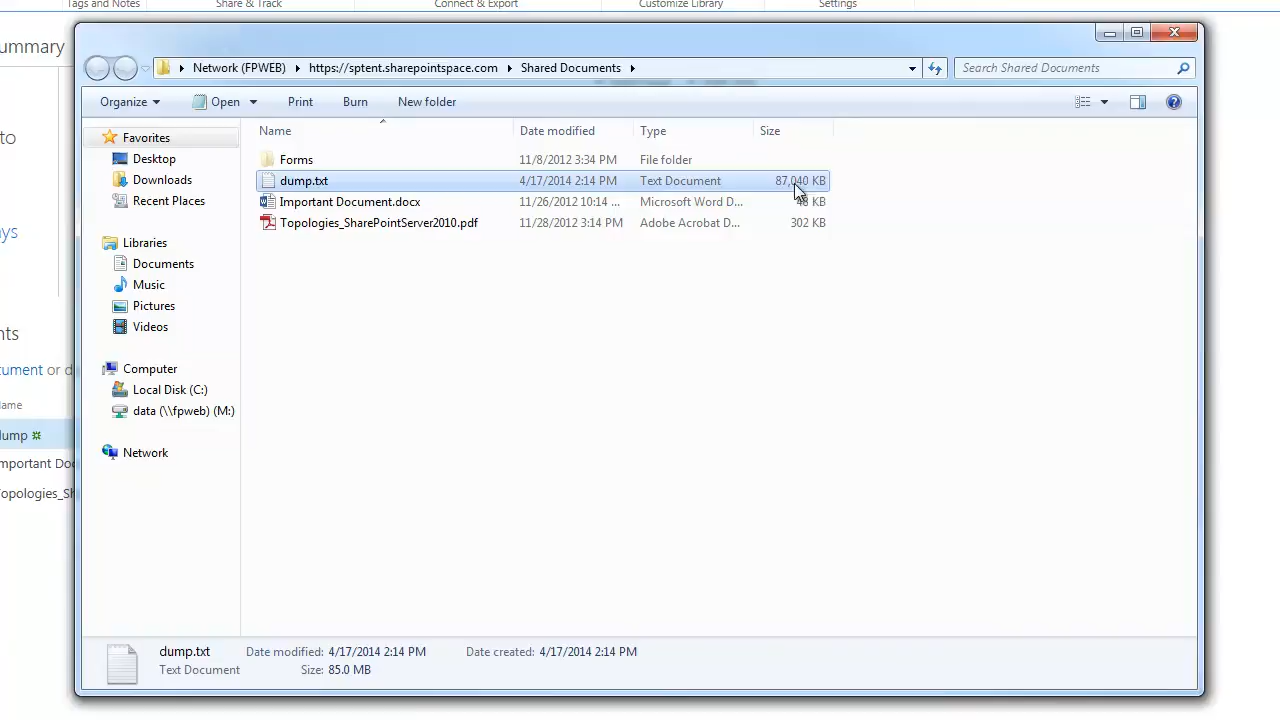 Tags and Notes Share & Track Connect & Export Customize Library Settings
ummary
Network (FPWEB) https://sptent.sharepointspace.com Shared Documents Search Shared Documents
Organize Open Print Burn New folder
to
Favorites
Desktop
Downloads
Recent Places
Libraries
Documents
Music
Pictures
Videos
Computer
Local Disk (C:)
data (\\fpweb) (M:)
Network
Name Date modified Type Size
Forms 11/8/2012 3:34 PM File folder
dump.txt 4/17/2014 2:14 PM Text Document 87,040 KB
Important Document.docx 11/26/2012 10:14 ... Microsoft Word D... KB
Topologies_SharePointServer2010.pdf 11/28/2012 3:14 PM Adobe Acrobat D... 302 KB
ys
nts
cument or d
ame
dump
mportant Doc
Topologies_Sh
dump.txt Date modified: 4/17/2014 2:14 PM Date created: 4/17/2014 2:14 PM
Text Document Size: 85.0 MB